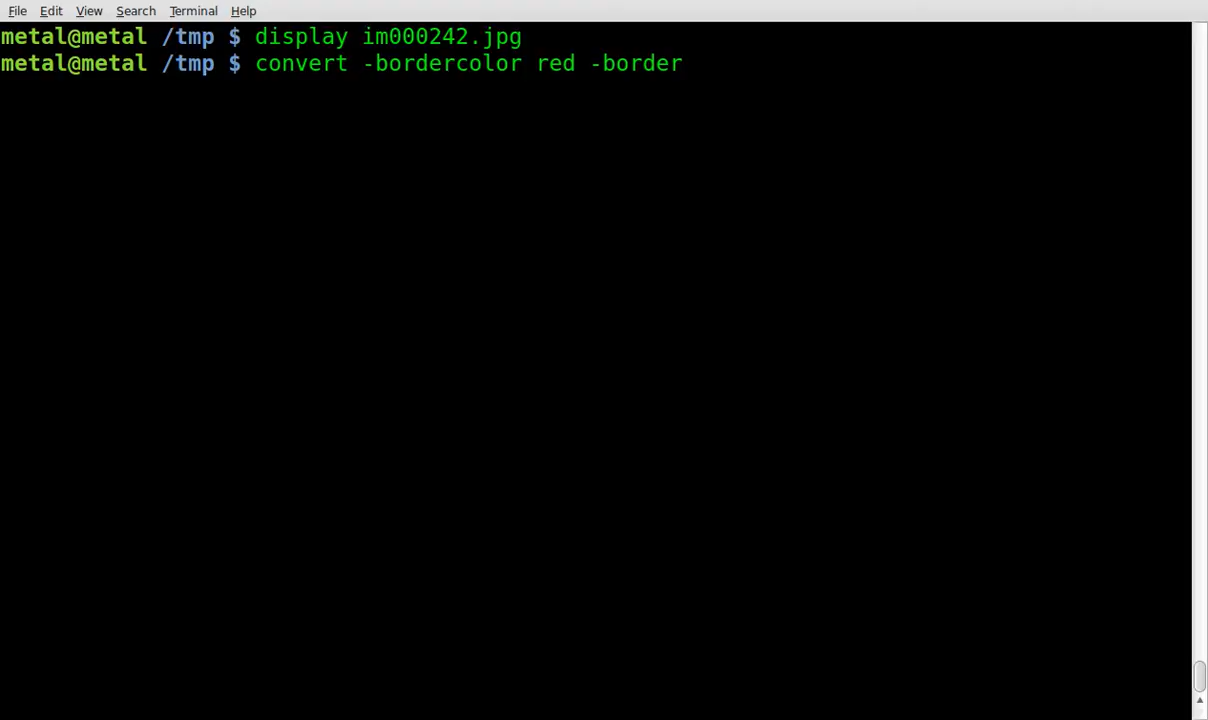 File Edit View Search Terminal Help
metal@metal /tmp $ display im000242.jpg
metal@metal /tmp $ convert -bordercolor red -border